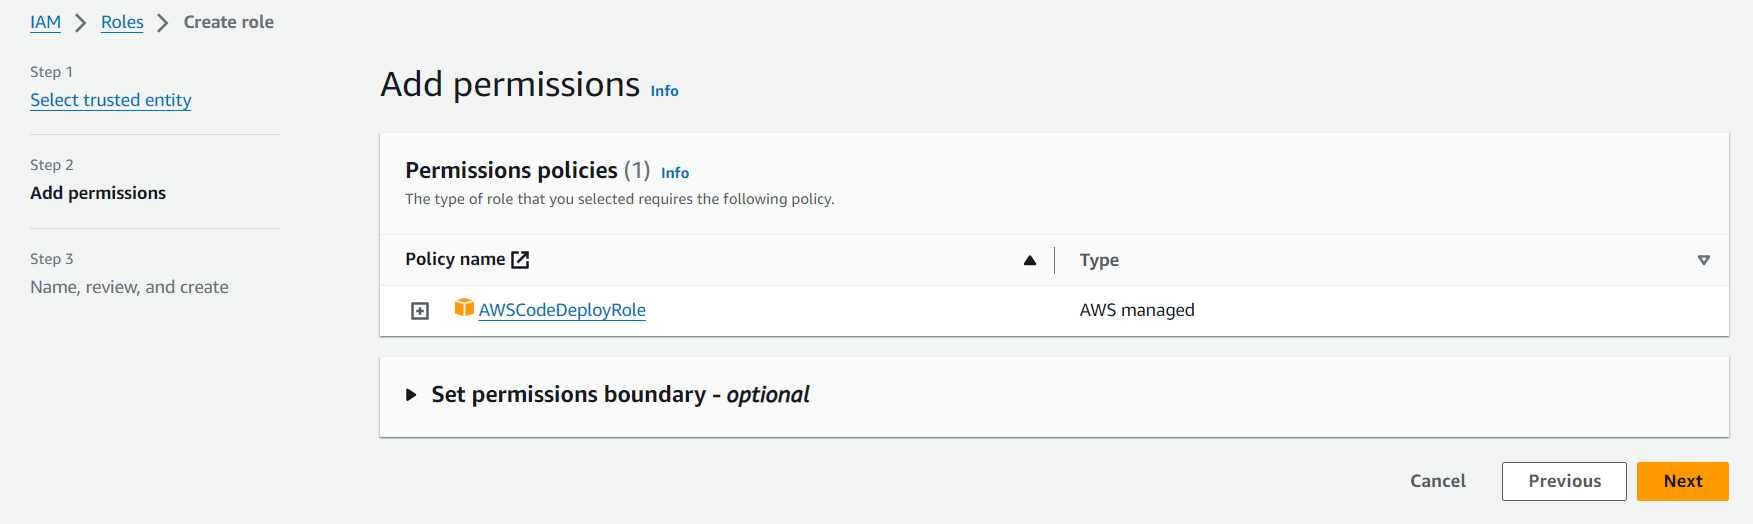 IAM > Roles > Create role
Step 1
Select trusted entity
Step 2
Add permissions
Step 3
Name, review, and create
Add permissions Info
Permissions policies (1) Info
The type of role that you selected requires the following policy.
Policy name Type
AWSCodeDeployRole AWS managed
Set permissions boundary - optional
Cancel Previous Next